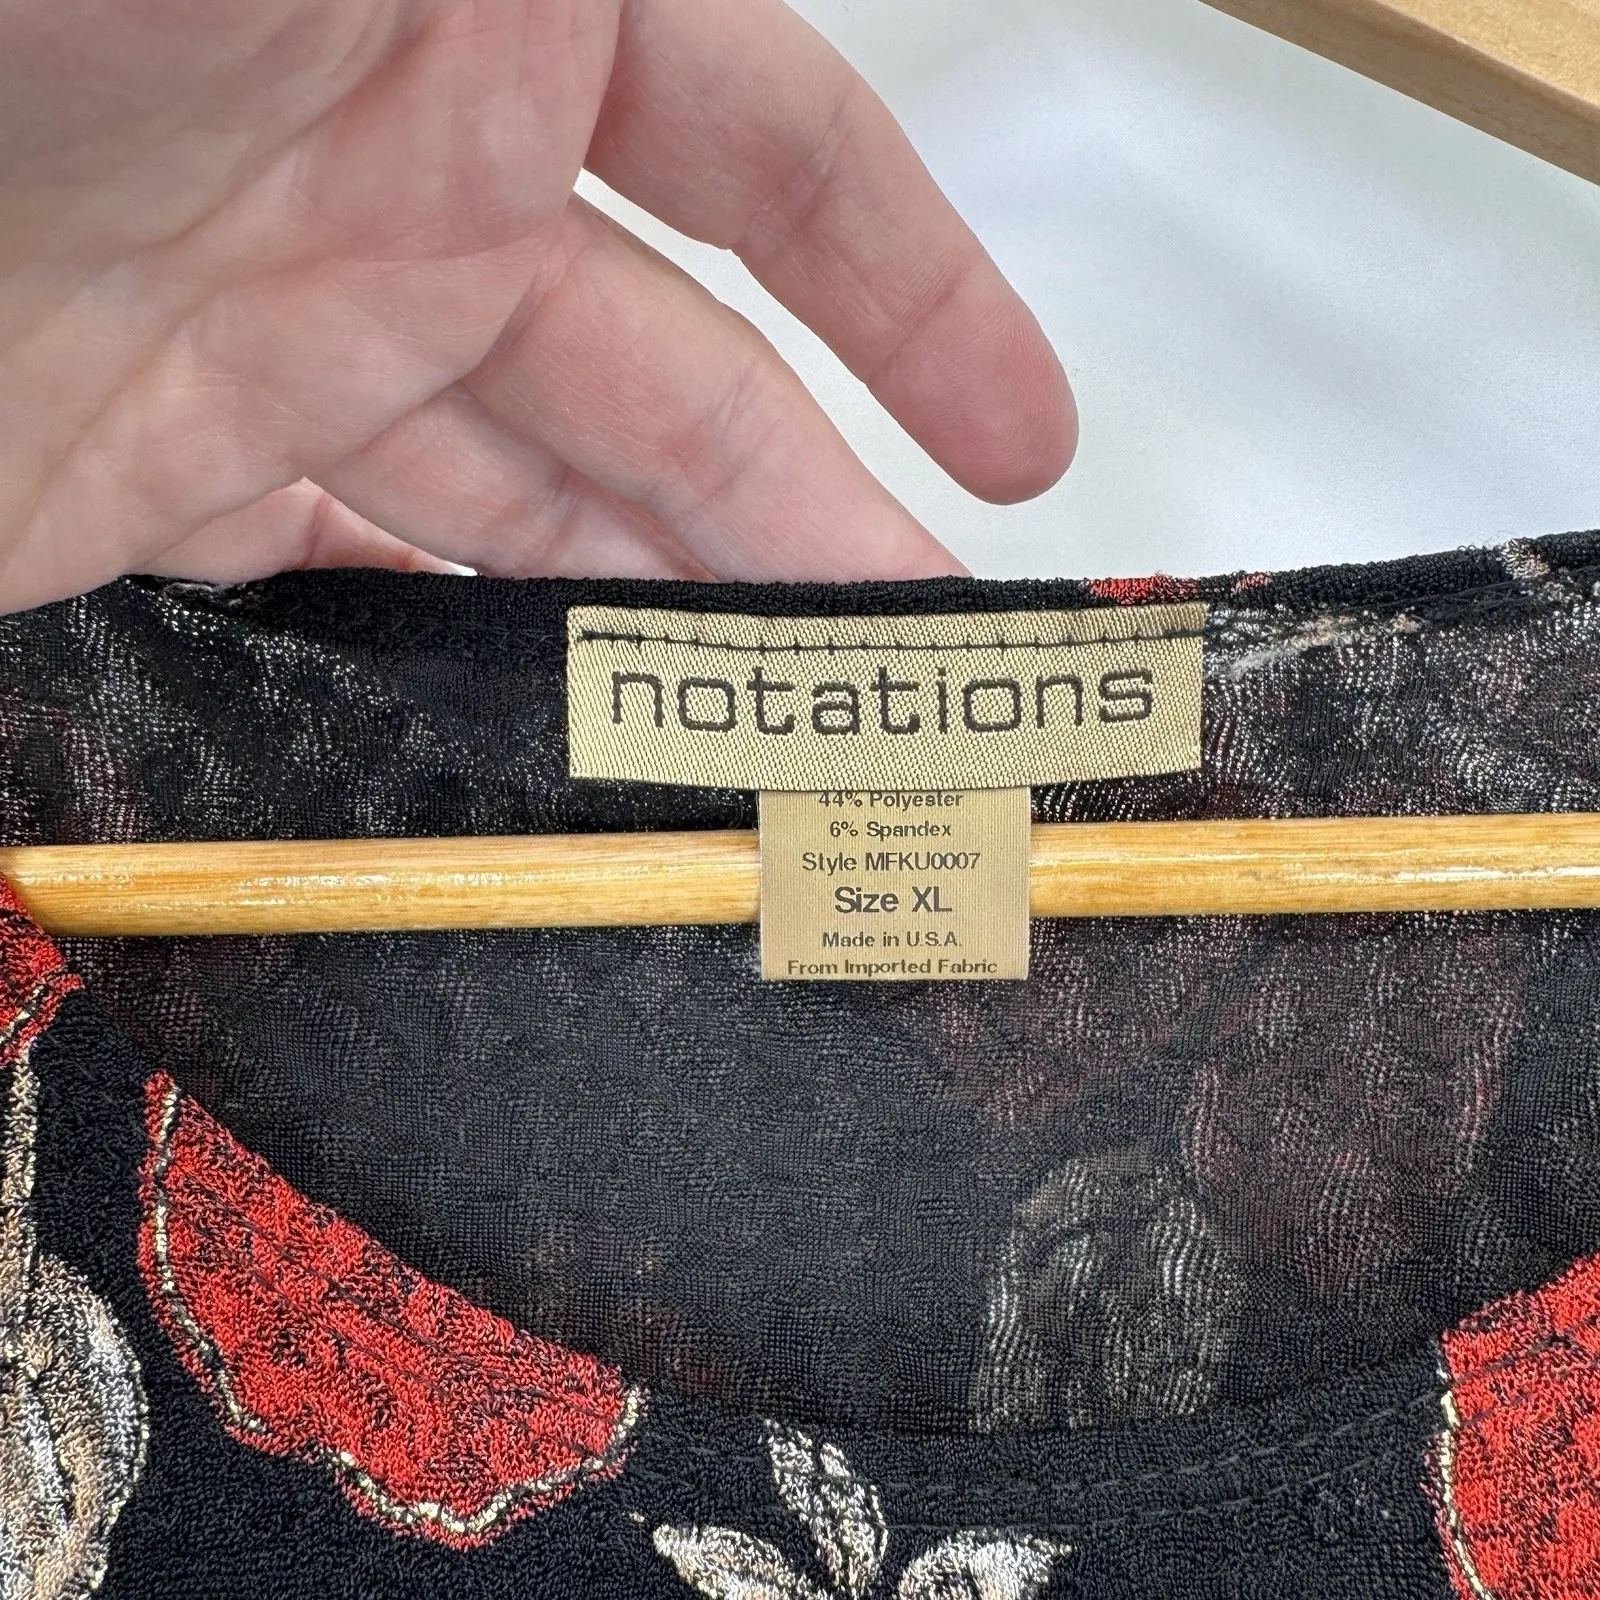 notations
44% Polyester
6% Spandex
Style MFKU0007
Size XL
Made in U.S.A.
From Imported Fabric